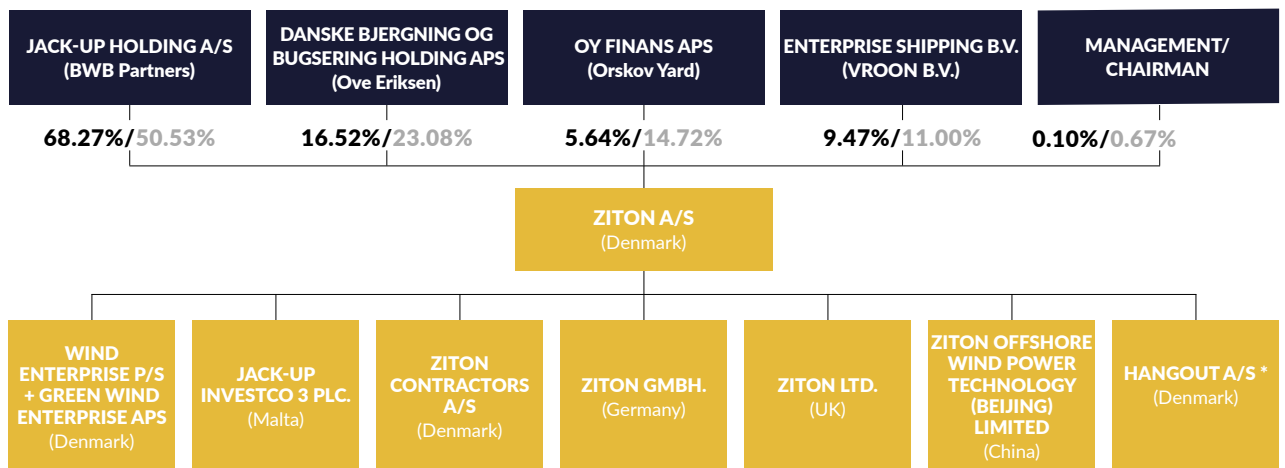 JACK-UP HOLDING A/S
(BWB Partners)
DANSKE BJERGNING OG
BUGSERING HOLDING APS
(Ove Eriksen)
OY FINANS APS
(Orskov Yard)
ENTERPRISE SHIPPING B.V.
(VROON B.V.)
MANAGEMENT/
CHAIRMAN
68.27%/50.53%
16.52%/23.08%
5.64%/14.72%
9.47%/11.00%
0.10%/0.67%
ZITON A/S
(Denmark)
WIND
ENTERPRISE P/S
+ GREEN WIND
ENTERPRISE APS
(Denmark)
JACK-UP
INVESTCO 3 PLC.
(Malta)
ZITON
CONTRACTORS
A/S
(Denmark)
ZITON GMBH.
(Germany)
ZITON LTD.
(UK)
ZITON OFFSHORE
WIND POWER
TECHNOLOGY
(BEIJING)
LIMITED
(China)
HANGOUT A/S *
(Denmark)